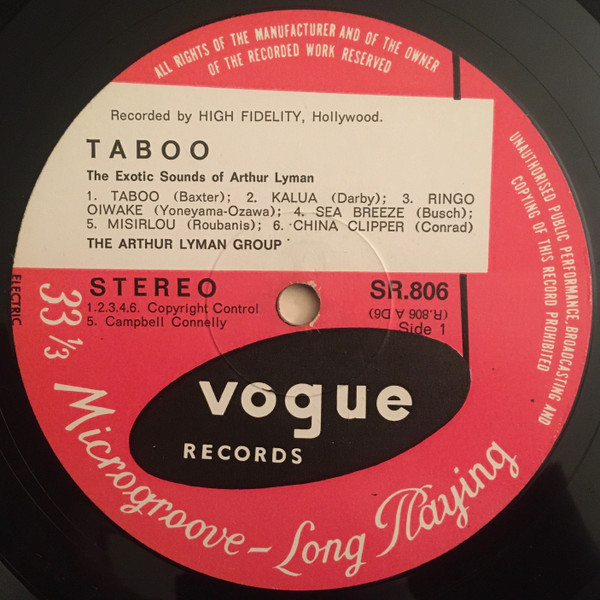 ALL RIGHTS OF THE MANUFACTURER AND OF THE OWNER
OF THE RECORDED WORK RESERVED
UNAUTHORISED PUBLIC PERFORMANCE, BROADCASTING AND
COPYING OF THIS RECORD PROHIBITED
Recorded by HIGH FIDELITY, Hollywood.
TABOO
The Exotic Sounds of Arthur Lyman
1. TABOO (Baxter); 2. KALUA (Darby); 3. RINGO
OIWAKE (Yoneyama-Ozawa); 4. SEA BREEZE (Busch);
5. MISIRLOU (Roubanis); 6. CHINA CLIPPER (Conrad)
THE ARTHUR LYMAN GROUP
STEREO
SR.806
1.2.3.4.6. Copyright Control
(R.806 A D6)
5. Campbell Connelly
Side 1
ELECTRIC
33 1/3
vogue
RECORDS
Microgroove – Long Playing